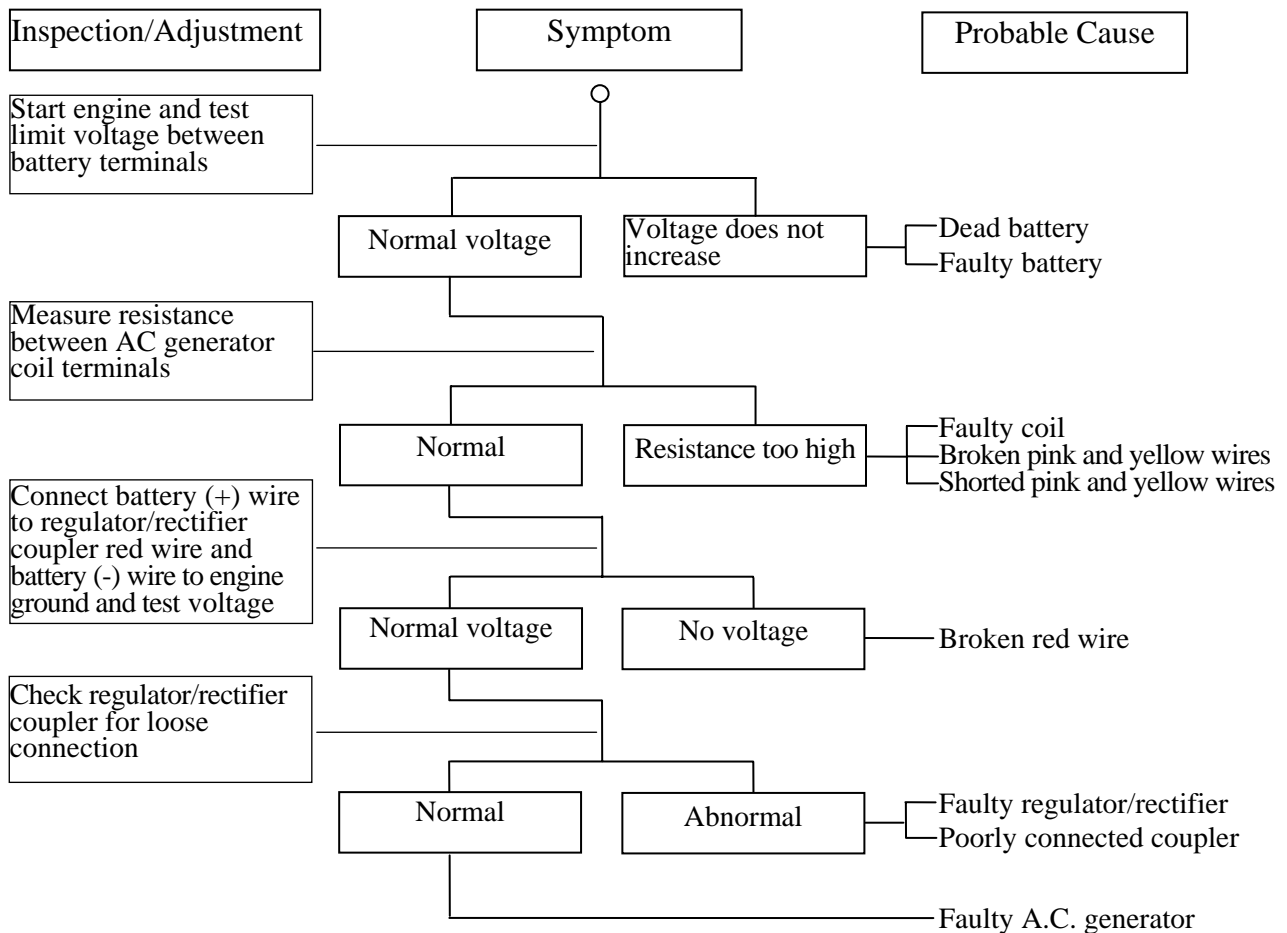 Inspection/Adjustment
Symptom
Probable Cause
Start engine and test
limit voltage between
battery terminals
Normal voltage
Voltage does not
increase
Dead battery
Faulty battery
Measure resistance
between AC generator
coil terminals
Normal
Resistance too high
Faulty coil
Broken pink and yellow wires
Shorted pink and yellow wires
Connect battery (+) wire
to regulator/rectifier
coupler red wire and
battery (-) wire to engine
ground and test voltage
Normal voltage
No voltage
Broken red wire
Check regulator/rectifier
coupler for loose
connection
Normal
Abnormal
Faulty regulator/rectifier
Poorly connected coupler
Faulty A.C. generator